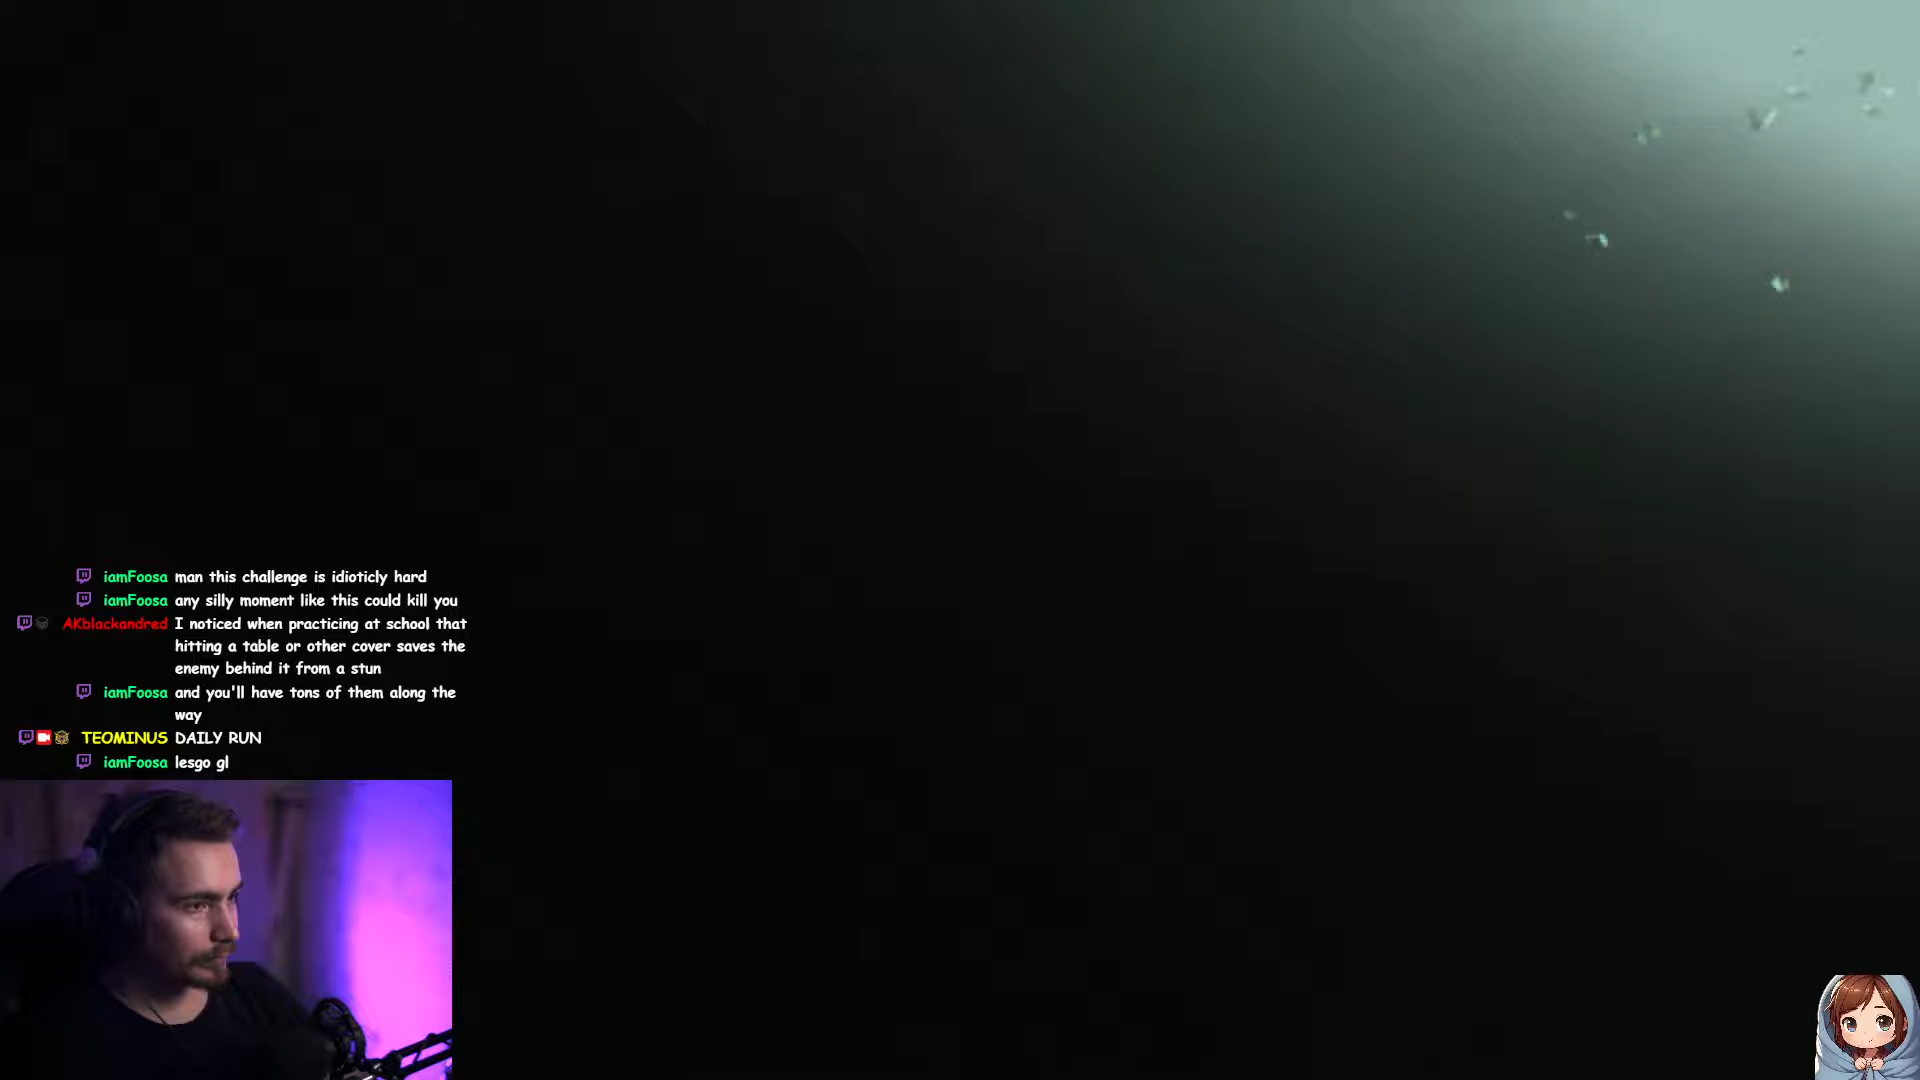 iamFoosa man this challenge is idioticly hard
iamFoosa any silly moment like this could kill you
AKblackandred I noticed when practicing at school that
hitting a table or other cover saves the
enemy behind it from a stun
iamFoosa and you'll have tons of them along the
way
TEOMINUS DAILY RUN
iamFoosa lesgo gl